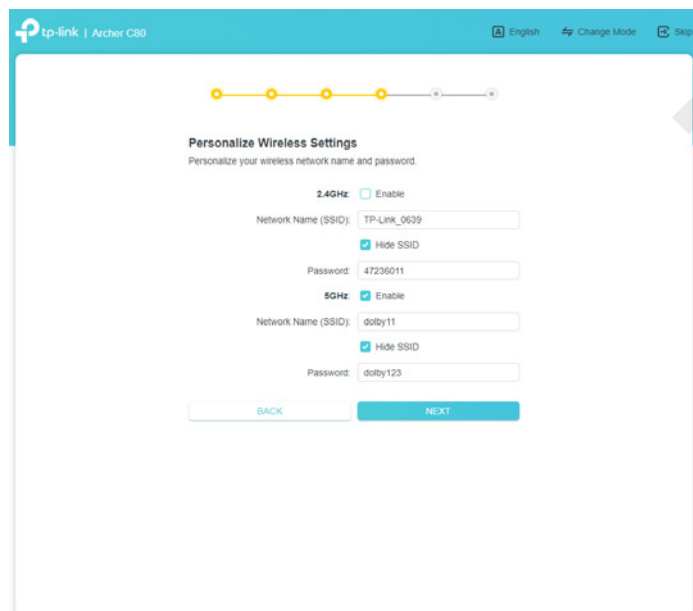 tp-link | Archer C80
English
Change Mode
Skip
Personalize Wireless Settings
Personalize your wireless network name and password.
2.4GHz: Enable
Network Name (SSID): TP-Link_0639
Hide SSID
Password: 47236011
5GHz: Enable
Network Name (SSID): dolby11
Hide SSID
Password: dolby123
BACK
NEXT